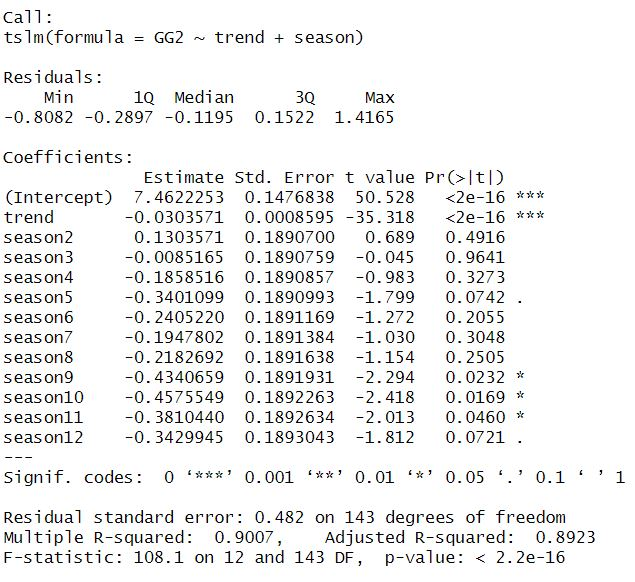 Call:
tslm(formula = GG2 ~ trend + season)
Residuals:
    Min      1Q  Median      3Q     Max
-0.8082 -0.2897 -0.1195  0.1522  1.4165
Coefficients:
              Estimate Std. Error t value Pr(>|t|)
(Intercept)  7.4622253  0.1476838  50.528   <2e-16 ***
trend       -0.0303571  0.0008595 -35.318   <2e-16 ***
season2      0.1303571  0.1890700   0.689   0.4916
season3     -0.0085165  0.1890759  -0.045   0.9641
season4     -0.1858516  0.1890857  -0.983   0.3273
season5     -0.3401099  0.1890993  -1.799   0.0742 .
season6     -0.2405220  0.1891169  -1.272   0.2055
season7     -0.1947802  0.1891384  -1.030   0.3048
season8     -0.2182692  0.1891638  -1.154   0.2505
season9     -0.4340659  0.1891931  -2.294   0.0232 *
season10    -0.4575549  0.1892263  -2.418   0.0169 *
season11    -0.3810440  0.1892634  -2.013   0.0460 *
season12    -0.3429945  0.1893043  -1.812   0.0721 .
---
Signif. codes:  0 ‘***’ 0.001 ‘**’ 0.01 ‘*’ 0.05 ‘.’ 0.1 ‘ ’ 1
Residual standard error: 0.482 on 143 degrees of freedom
Multiple R-squared:  0.9007,    Adjusted R-squared:  0.8923
F-statistic: 108.1 on 12 and 143 DF,  p-value: < 2.2e-16